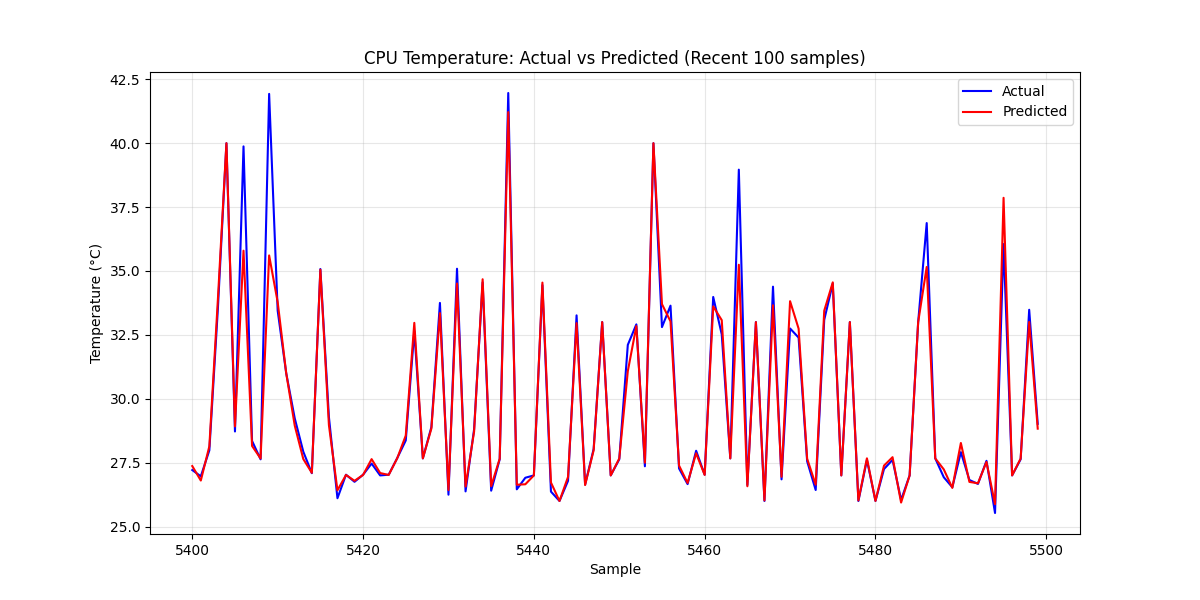 CPU Temperature: Actual vs Predicted (Recent 100 samples)
Actual
Predicted
Temperature (°C)
42.5
40.0
37.5
35.0
32.5
30.0
27.5
25.0
5400 5420 5440 5460 5480 5500
Sample